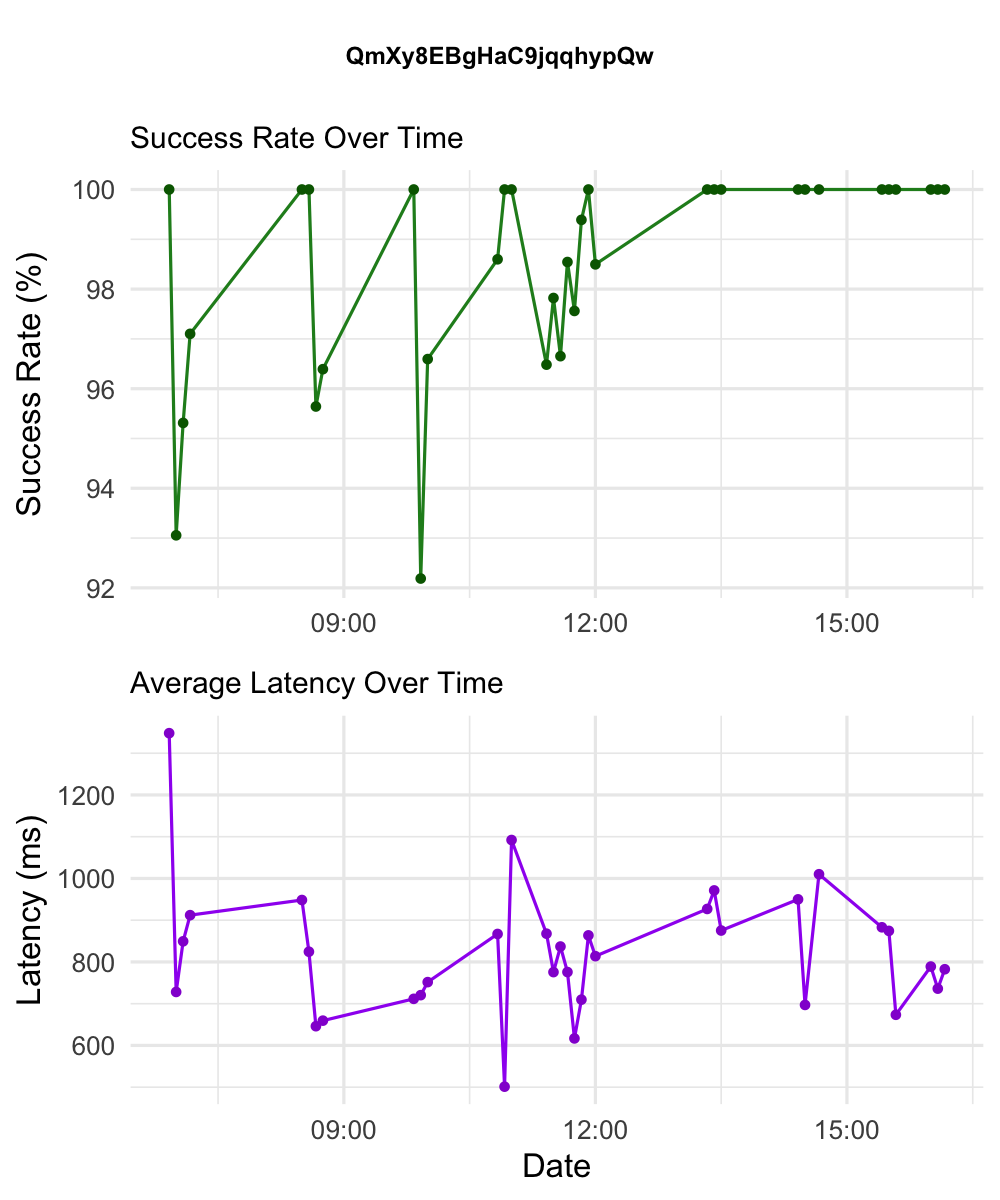 QmXy8EBgHaC9jqqhypQw
Success Rate Over Time
Success Rate (%)
100
98
96
94
92
09:00 12:00 15:00
Average Latency Over Time
Latency (ms)
1200
1000
800
600
09:00 12:00 15:00
Date